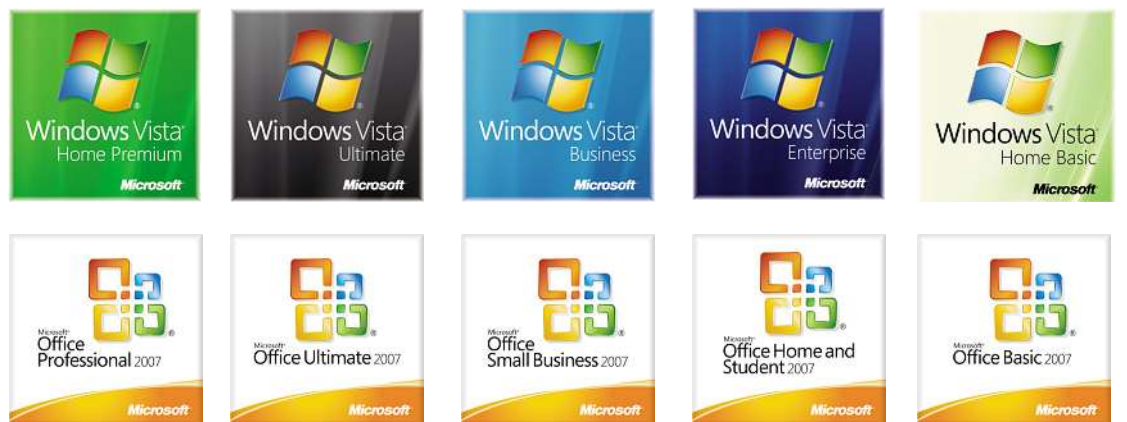 Windows Vista
Home Premium
Microsoft
Windows Vista
Ultimate
Microsoft
Windows Vista
Business
Microsoft
Windows Vista
Enterprise
Microsoft
Windows Vista
Home Basic
Microsoft
Microsoft®
Office
Professional 2007
Microsoft
Microsoft®
Office Ultimate 2007
Microsoft
Microsoft®
Office
Small Business 2007
Microsoft
Microsoft®
Office Home and
Student 2007
Microsoft
Microsoft®
Office Basic 2007
Microsoft